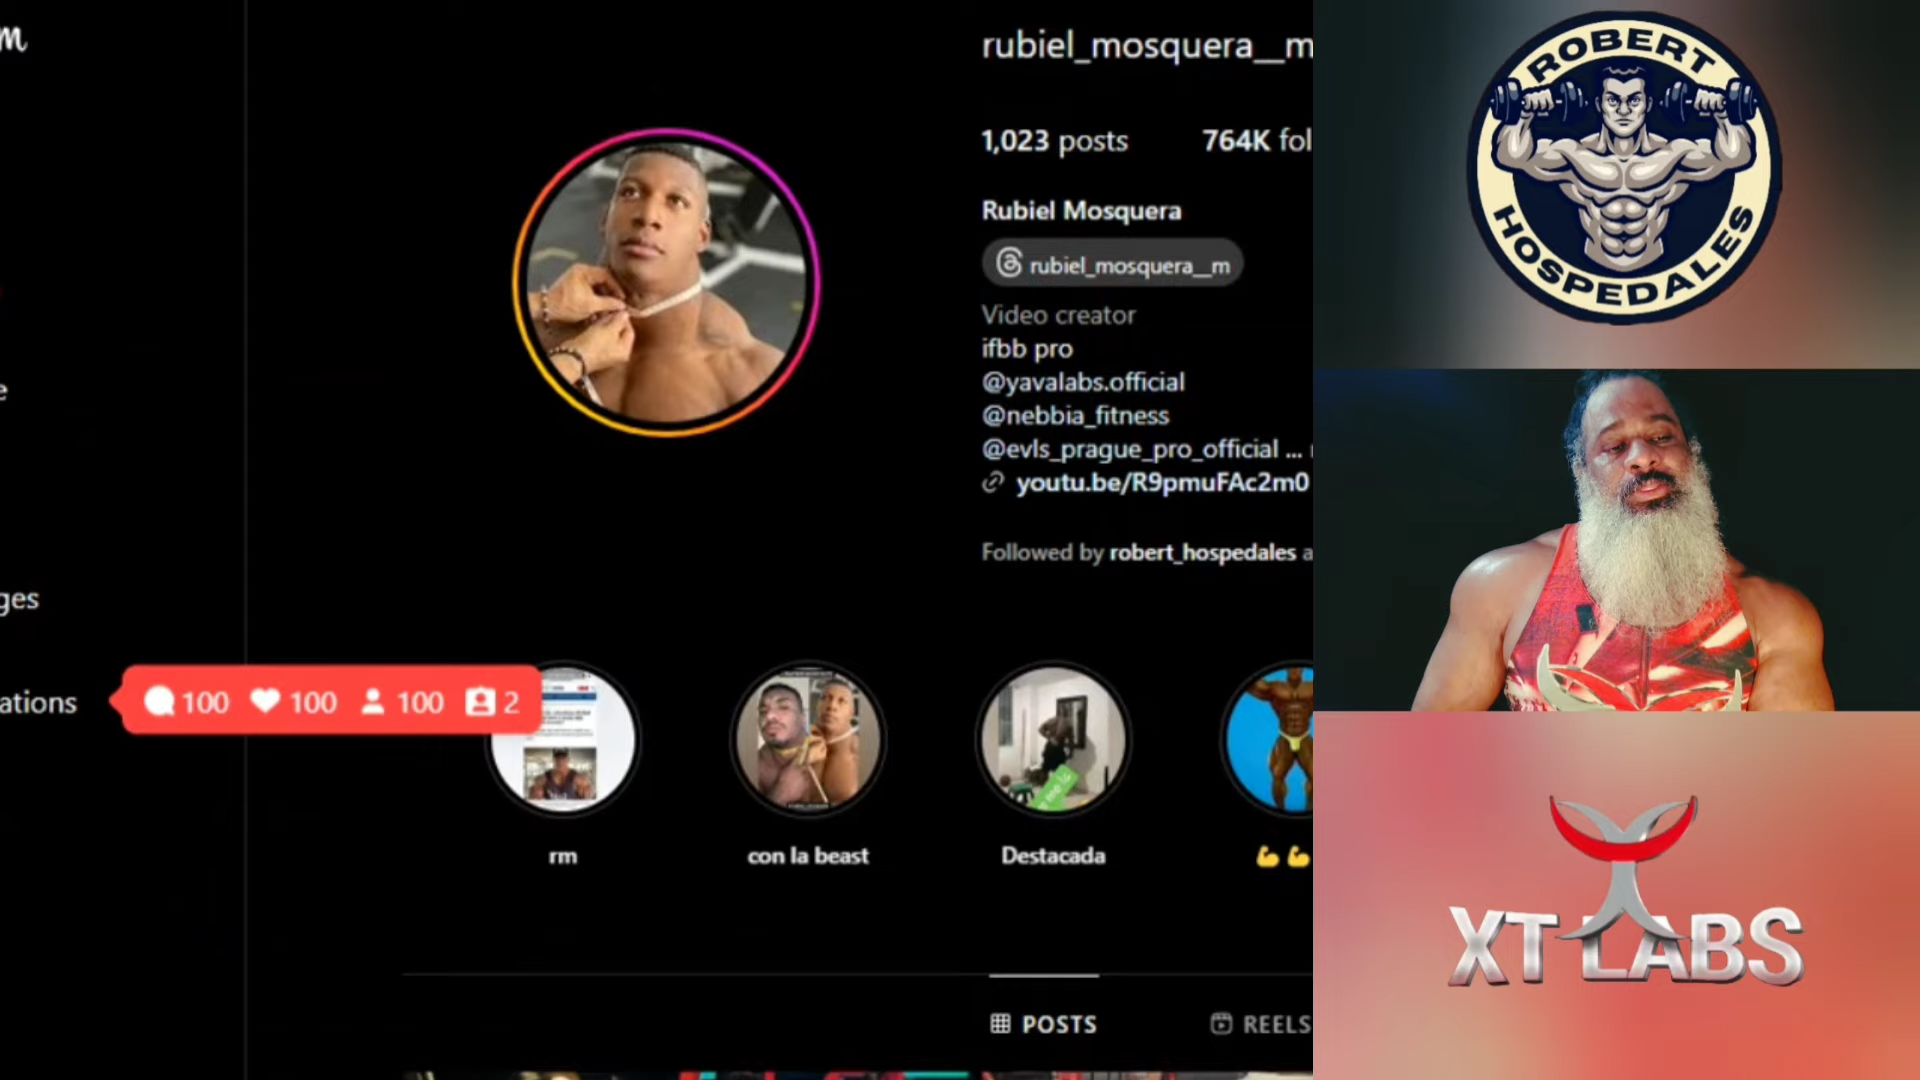 m
e
ges
ations
100 100 100 2
rubiel_mosquera__m
1,023 posts 764K fol
Rubiel Mosquera
rubiel_mosquera__m
Video creator
ifbb pro
@yavalabs.official
@nebbia_fitness
@evls_prague_pro_official ...
youtu.be/R9pmuFAc2m0
Followed by robert_hospedales a
rm
con la beast
Destacada
POSTS
REELS
ROBERT
HOSPEDALES
XT LABS